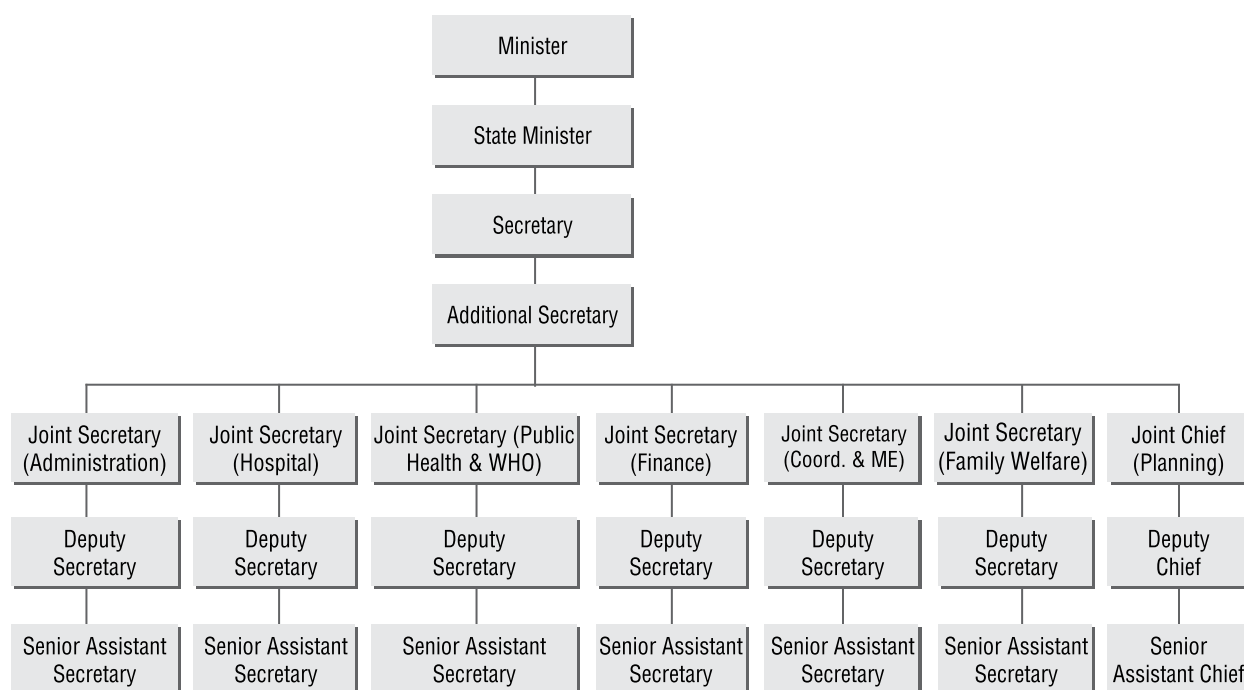 Minister
State Minister
Secretary
Additional Secretary
Joint Secretary
(Administration)
Joint Secretary
(Hospital)
Joint Secretary (Public
Health & WHO)
Joint Secretary
(Finance)
Joint Secretary
(Coord. & ME)
Joint Secretary
(Family Welfare)
Joint Chief
(Planning)
Deputy
Secretary
Deputy
Secretary
Deputy
Secretary
Deputy
Secretary
Deputy
Secretary
Deputy
Secretary
Deputy
Chief
Senior Assistant
Secretary
Senior Assistant
Secretary
Senior Assistant
Secretary
Senior Assistant
Secretary
Senior Assistant
Secretary
Senior Assistant
Secretary
Senior
Assistant Chief